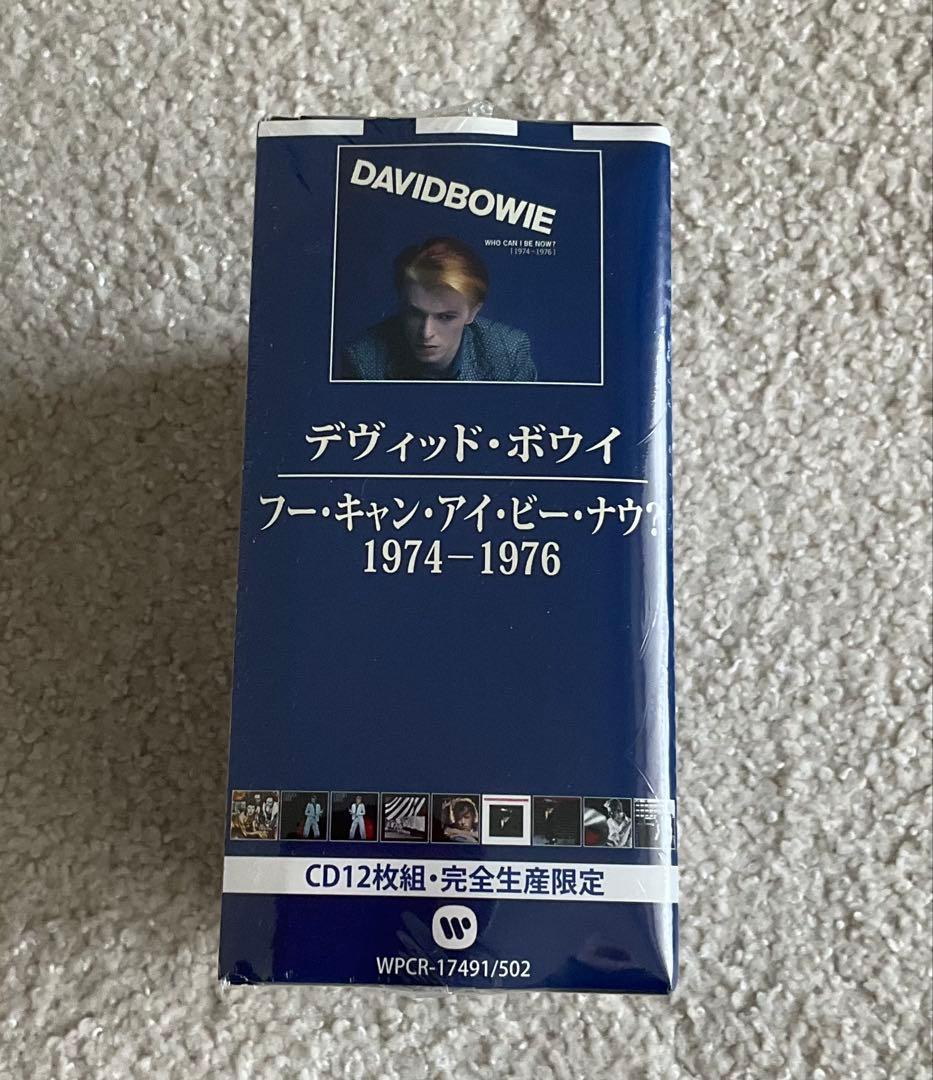 DAVIDBOWIE
WHO CAN I BE NOW?
[1974-1976]
デヴィッド・ボウイ
フー・キャン・アイ・ビー・ナウ?
1974-1976
CD12枚組・完全生産限定
WPCR-17491/502